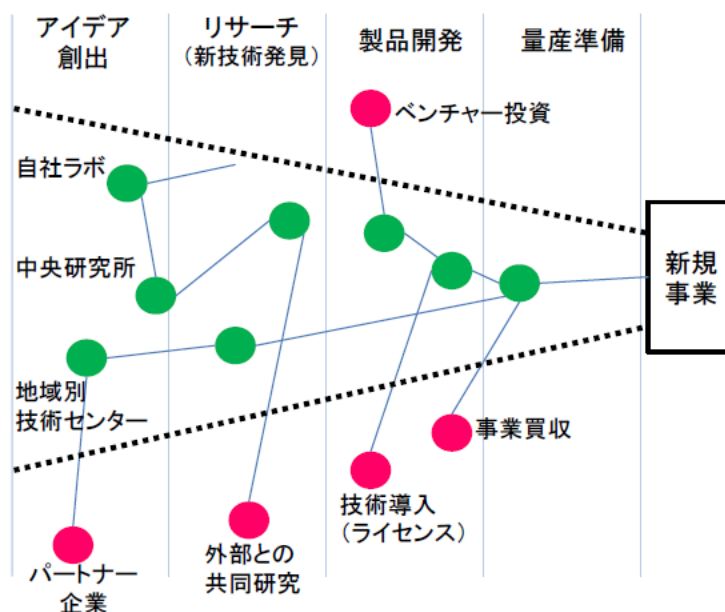 アイデア
創出
リサーチ
（新技術発見）
製品開発
量産準備
ベンチャー投資
自社ラボ
中央研究所
新規
事業
地域別
技術センター
事業買収
技術導入
（ライセンス）
外部との
共同研究
パートナー
企業